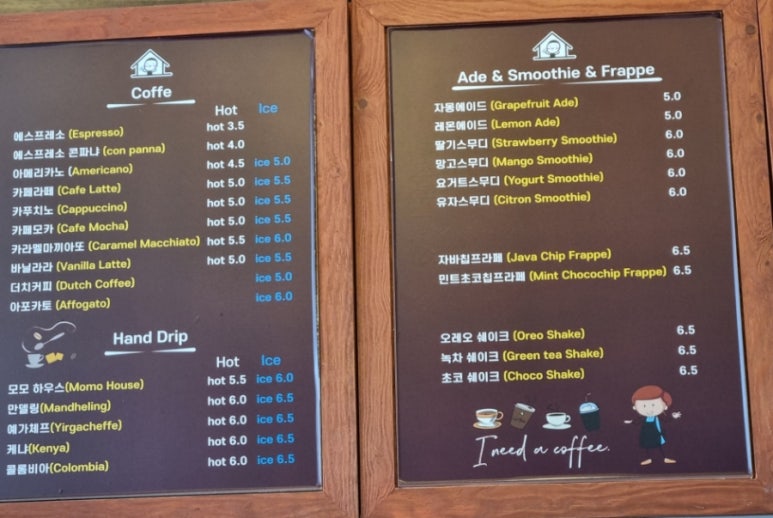 Coffe
Hot Ice
에스프레소 (Espresso) hot 3.5
에스프레소 콘파냐 (con panna) hot 4.0
아메리카노 (Americano) hot 4.5 ice 5.0
카페라떼 (Cafe Latte) hot 5.0 ice 5.5
카푸치노 (Cappuccino) hot 5.0 ice 5.5
카페모카 (Cafe Mocha) hot 5.0 ice 5.5
카라멜마끼아또 (Caramel Macchiato) hot 5.5 ice 6.0
바닐라라 (Vanilla Latte) hot 5.0 ice 5.5
더치커피 (Dutch Coffee) ice 5.0
아포카토 (Affogato) ice 6.0
Hand Drip
Hot Ice
모모 하우스(Momo House) hot 5.5 ice 6.0
만델링(Mandheling) hot 6.0 ice 6.5
예가체프(Yirgacheffe) hot 6.0 ice 6.5
케냐(Kenya) hot 6.0 ice 6.5
콜롬비아(Colombia) hot 6.0 ice 6.5
Ade & Smoothie & Frappe
자몽에이드 (Grapefruit Ade) 5.0
레몬에이드 (Lemon Ade) 5.0
딸기스무디 (Strawberry Smoothie) 6.0
망고스무디 (Mango Smoothie) 6.0
요거트스무디 (Yogurt Smoothie) 6.0
유자스무디 (Citron Smoothie) 6.0
자바칩프라페 (Java Chip Frappe) 6.5
민트초코칩프라페 (Mint Chocochip Frappe) 6.5
오레오 쉐이크 (Oreo Shake) 6.5
녹차 쉐이크 (Green tea Shake) 6.5
초코 쉐이크 (Choco Shake) 6.5
I need a coffee.